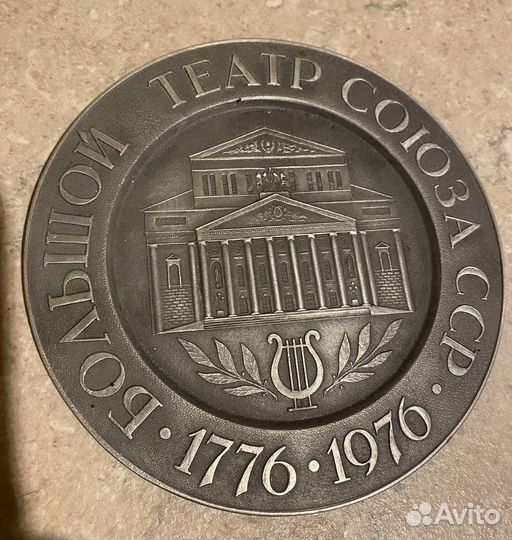 БОЛЬШОЙ ТЕАТР СОЮЗА ССР
· 1776 · 1976 ·
Avito